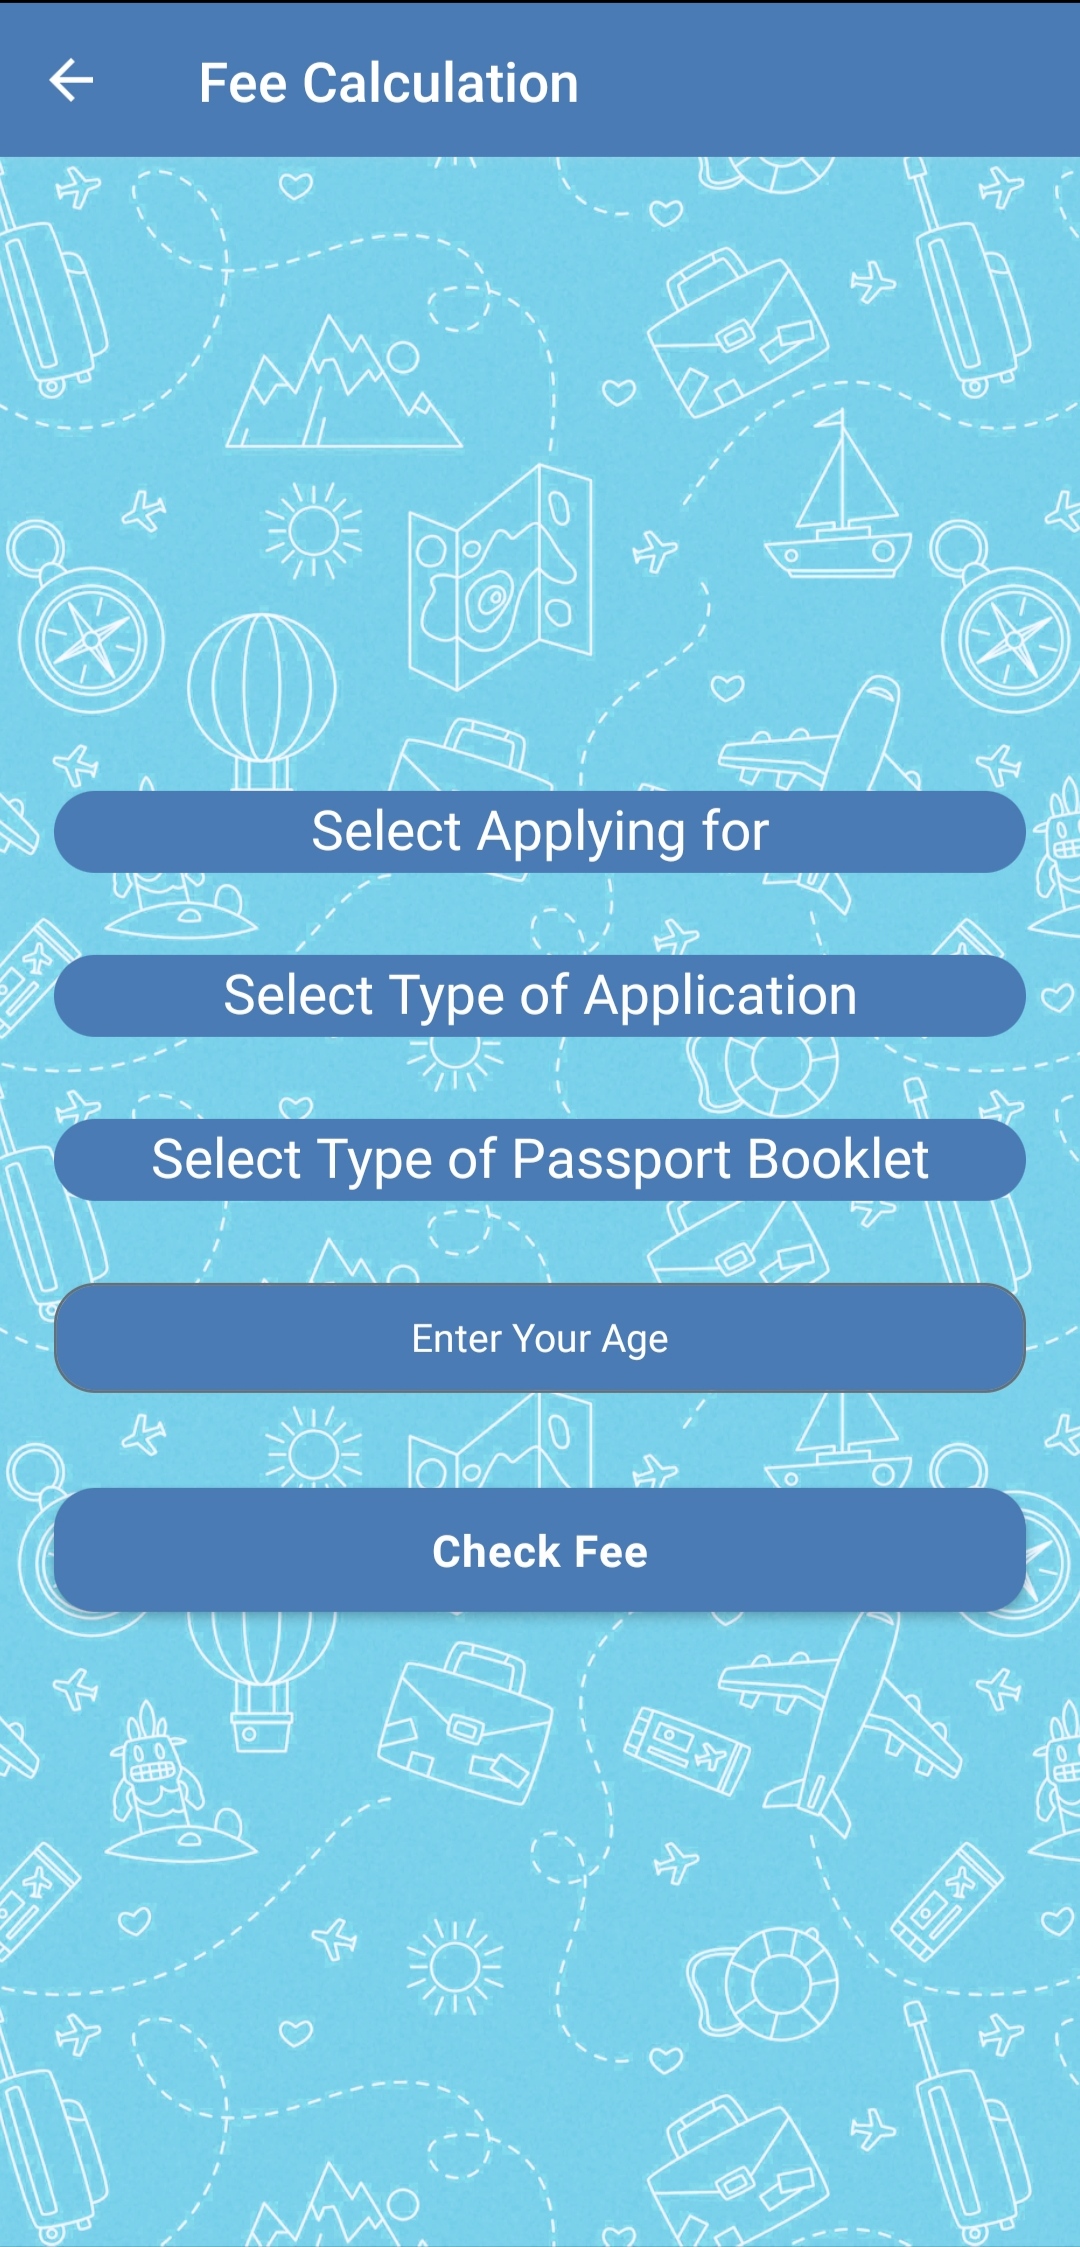 Fee Calculation
Select Applying for
Select Type of Application
Select Type of Passport Booklet
Enter Your Age
Check Fee